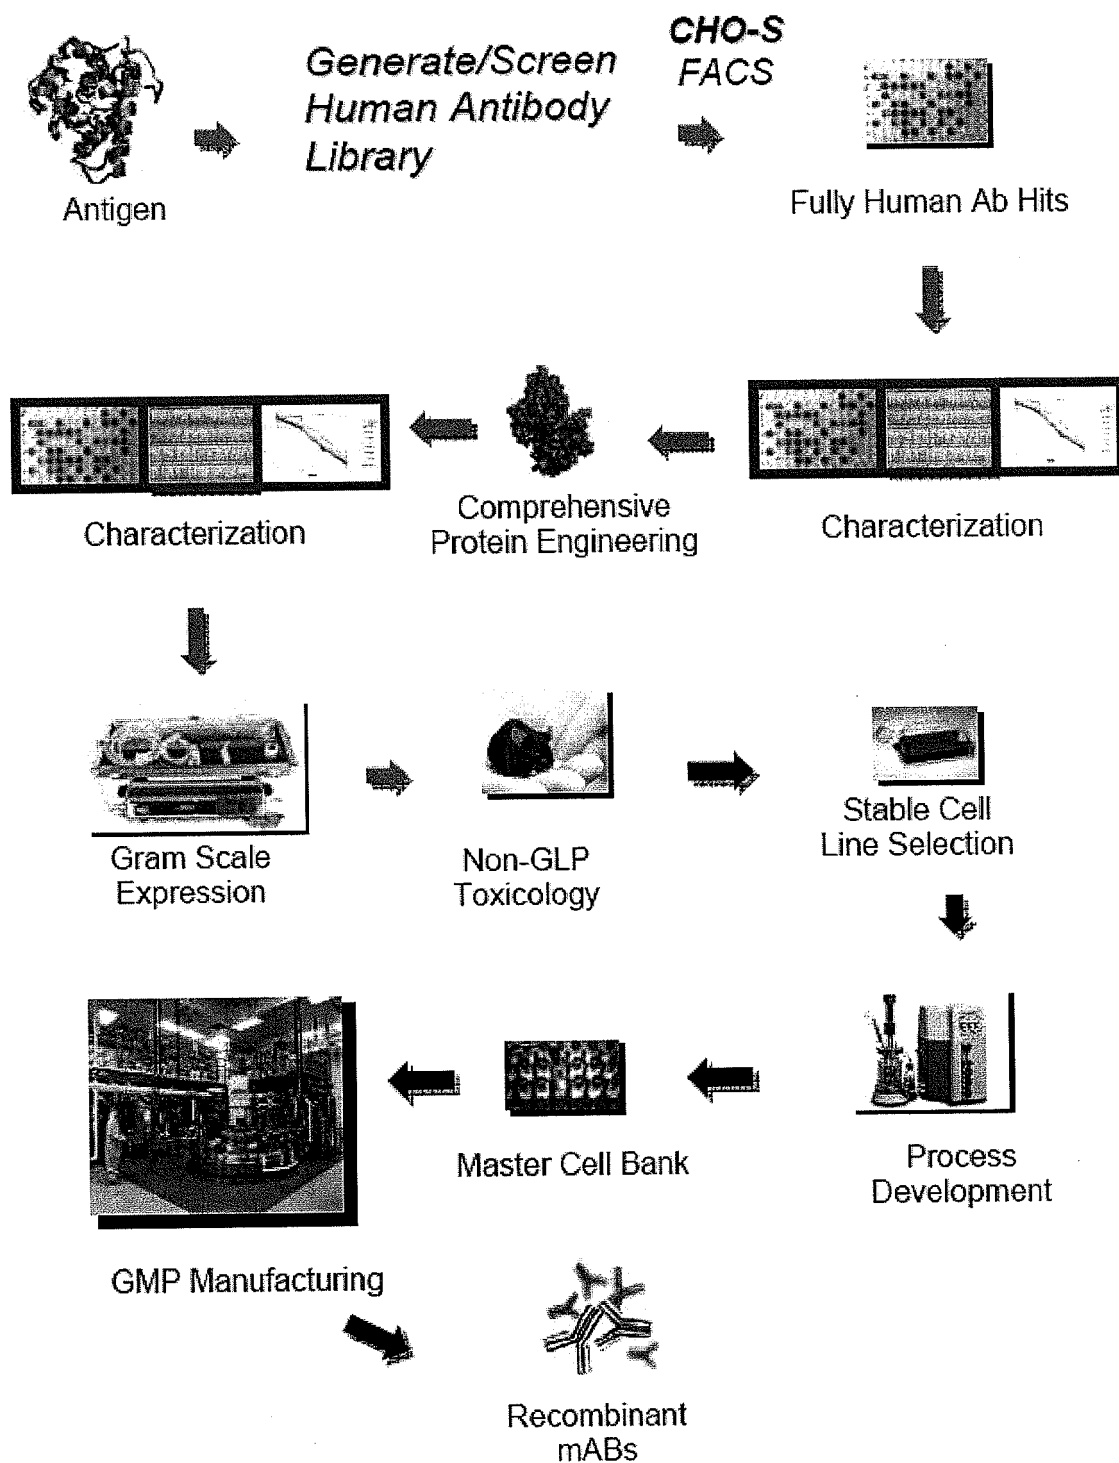 Generate/Screen
Human Antibody
Library
CHO-S
FACS
Antigen
Fully Human Ab Hits
Characterization
Comprehensive
Protein Engineering
Characterization
Gram Scale
Expression
Non-GLP
Toxicology
Stable Cell
Line Selection
GMP Manufacturing
Master Cell Bank
Process
Development
Recombinant
mABs